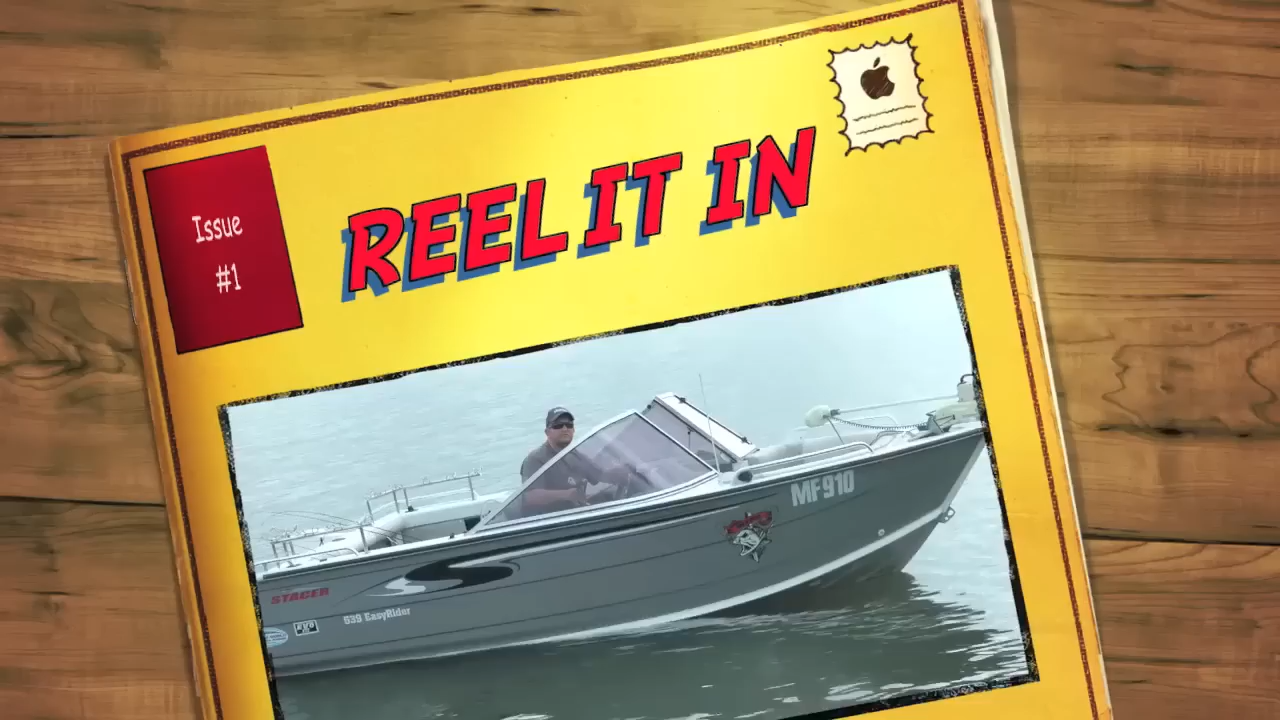 Issue
#1
REEL IT IN
MF910
STACER
639 EasyRider